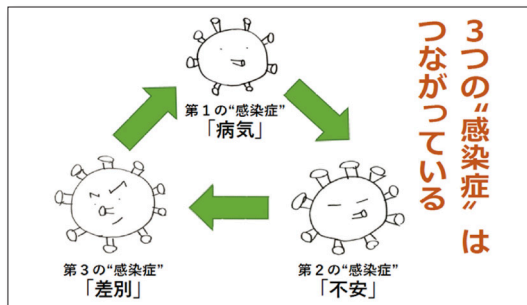 3つの“感染症”は
つながっている
第1の“感染症”
「病気」
第2の“感染症”
「不安」
第3の“感染症”
「差別」